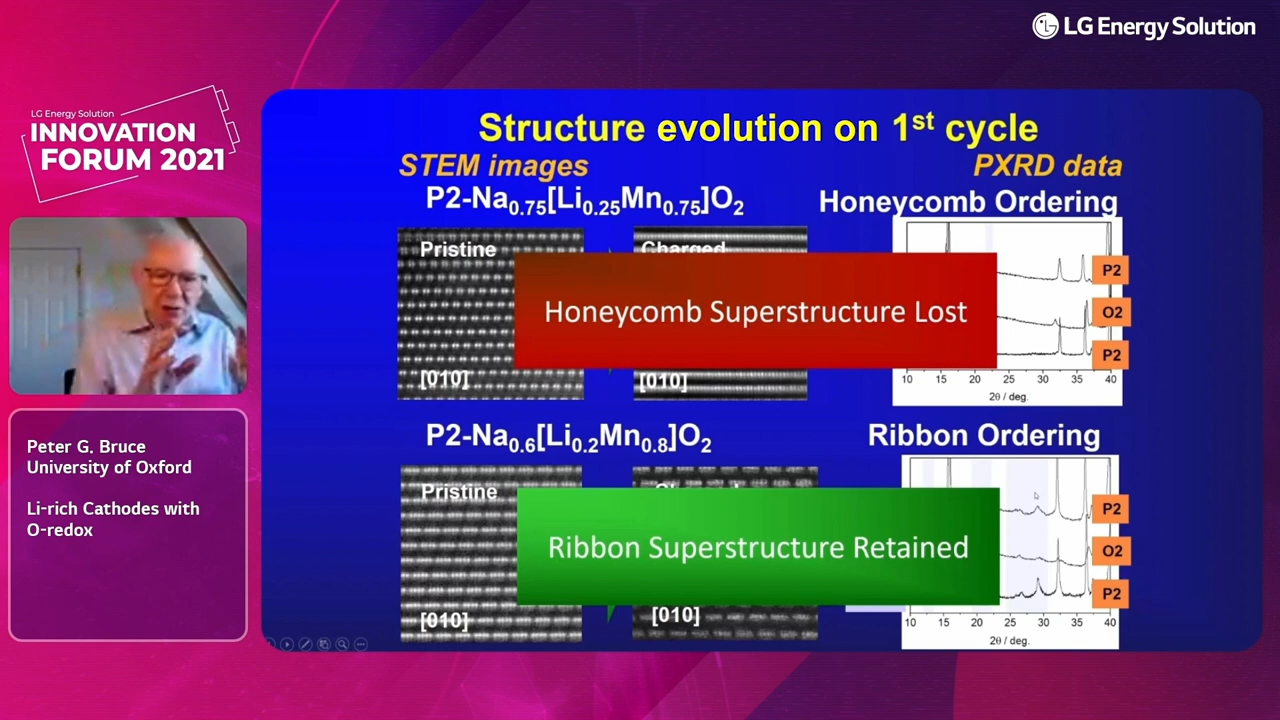 LG Energy Solution
LG Energy Solution
INNOVATION
FORUM 2021
Peter G. Bruce
University of Oxford
Li-rich Cathodes with
O-redox
Structure evolution on 1st cycle
STEM images
PXRD data
P2-Na0.75[Li0.25Mn0.75]O2
Honeycomb Ordering
Pristine
Charged
Honeycomb Superstructure Lost
[010]
[010]
P2
O2
P2
10 15 20 25 30 35 40
2θ / deg.
P2-Na0.6[Li0.2Mn0.8]O2
Ribbon Ordering
Pristine
Ribbon Superstructure Retained
[010]
[010]
P2
O2
P2
10 15 20 25 30 35 40
2θ / deg.